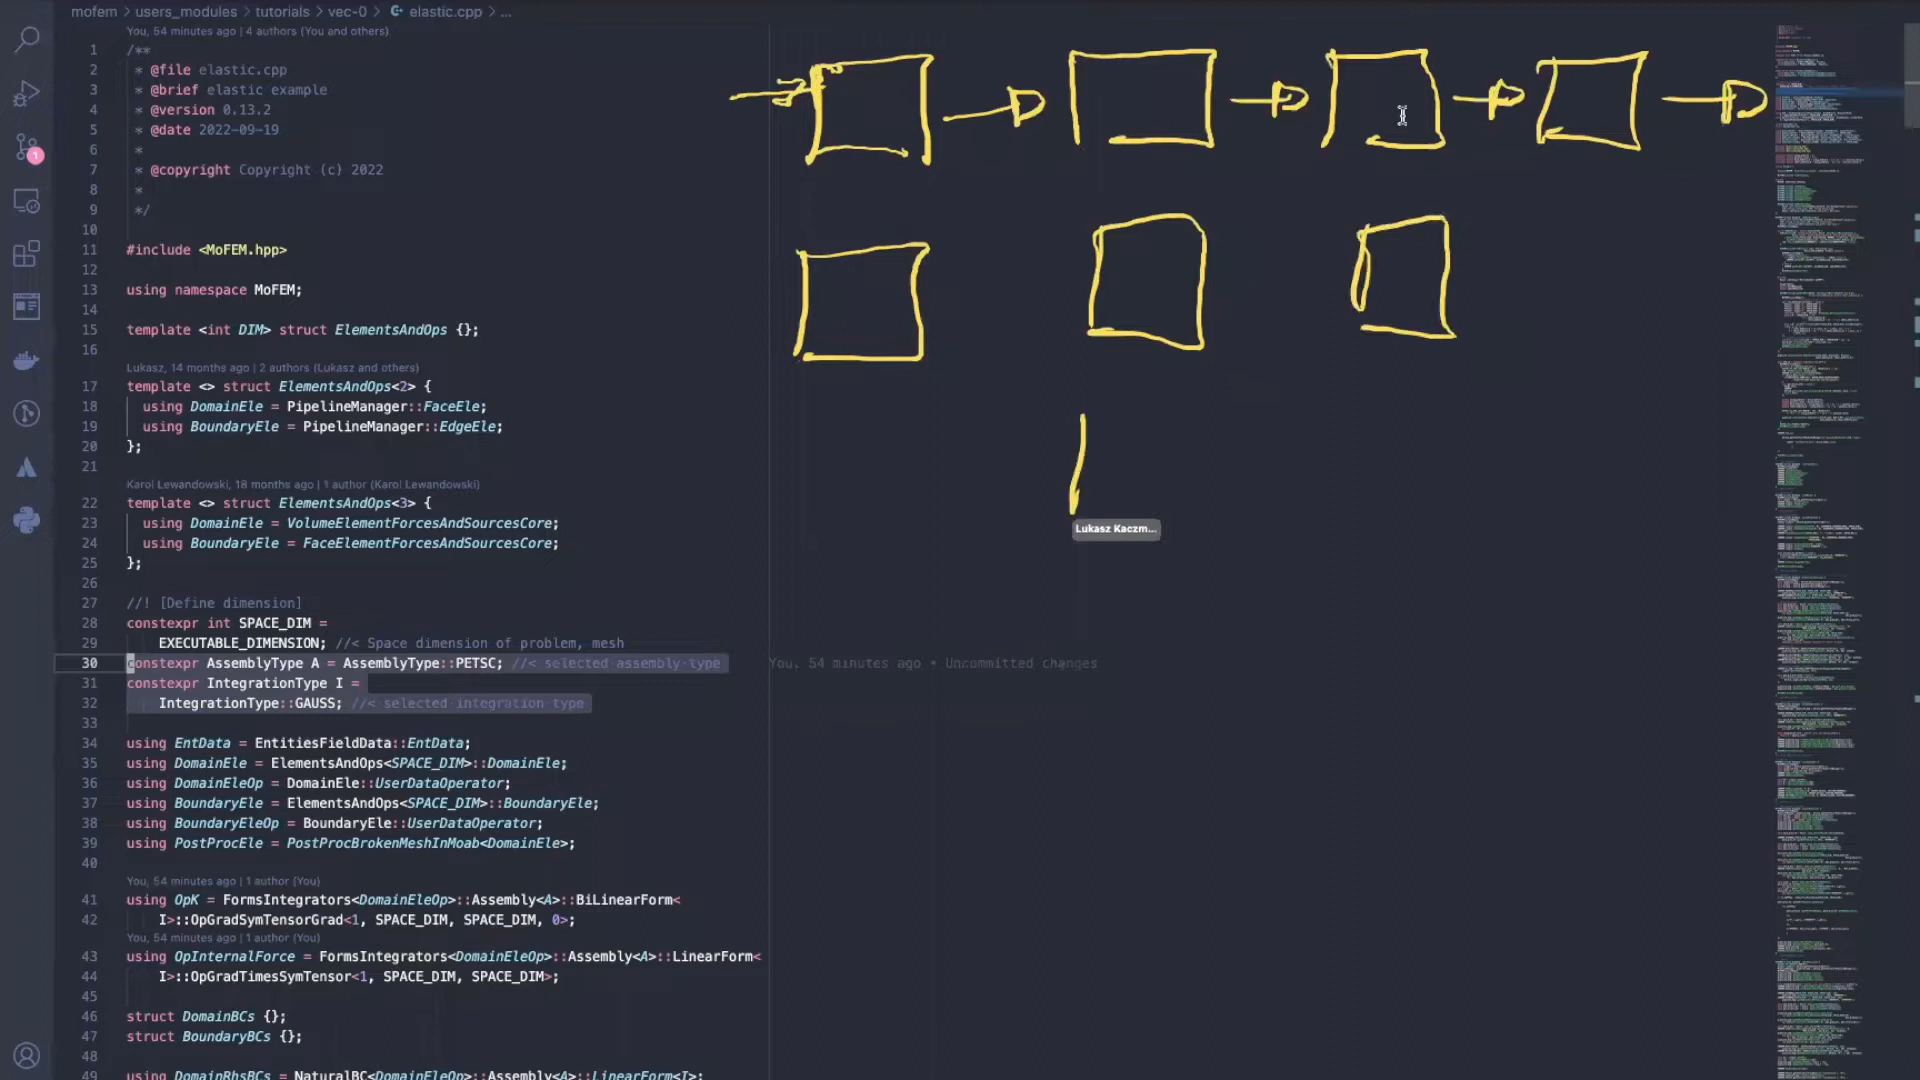 mofem > users_modules > tutorials > vec-0 > elastic.cpp > ...
You, 54 minutes ago | 4 authors (You and others)
1 /**
2 * @file elastic.cpp
3 * @brief elastic example
4 * @version 0.13.2
5 * @date 2022-09-19
6 *
7 * @copyright Copyright (c) 2022
8 *
9 */
10
11 #include <MoFEM.hpp>
12
13 using namespace MoFEM;
14
15 template <int DIM> struct ElementsAndOps {};
16
Lukasz, 14 months ago | 2 authors (Lukasz and others)
17 template <> struct ElementsAndOps<2> {
18 using DomainEle = PipelineManager::FaceEle;
19 using BoundaryEle = PipelineManager::EdgeEle;
20 };
21
Karol Lewandowski, 18 months ago | 1 author (Karol Lewandowski)
22 template <> struct ElementsAndOps<3> {
23 using DomainEle = VolumeElementForcesAndSourcesCore;
24 using BoundaryEle = FaceElementForcesAndSourcesCore;
25 };
26
27 //! [Define dimension]
28 constexpr int SPACE_DIM =
29 EXECUTABLE_DIMENSION; //< Space dimension of problem, mesh
30 constexpr AssemblyType A = AssemblyType::PETSC; //< selected assembly type You, 54 minutes ago • Uncommitted changes
31 constexpr IntegrationType I =
32 IntegrationType::GAUSS; //< selected integration type
33
34 using EntData = EntitiesFieldData::EntData;
35 using DomainEle = ElementsAndOps<SPACE_DIM>::DomainEle;
36 using DomainEleOp = DomainEle::UserDataOperator;
37 using BoundaryEle = ElementsAndOps<SPACE_DIM>::BoundaryEle;
38 using BoundaryEleOp = BoundaryEle::UserDataOperator;
39 using PostProcEle = PostProcBrokenMeshInMoab<DomainEle>;
40
You, 54 minutes ago | 1 author (You)
41 using OpK = FormsIntegrators<DomainEleOp>::Assembly<A>::BiLinearForm<
42 I>::OpGradSymTensorGrad<1, SPACE_DIM, SPACE_DIM, 0>;
You, 54 minutes ago | 1 author (You)
43 using OpInternalForce = FormsIntegrators<DomainEleOp>::Assembly<A>::LinearForm<
44 I>::OpGradTimesSymTensor<1, SPACE_DIM, SPACE_DIM>;
45
46 struct DomainBCs {};
47 struct BoundaryBCs {};
48
49 using DomainRhsBCs = NaturalBC<DomainEleOp>::Assembly<A>::LinearForm<I>;
Lukasz Kaczm...
1